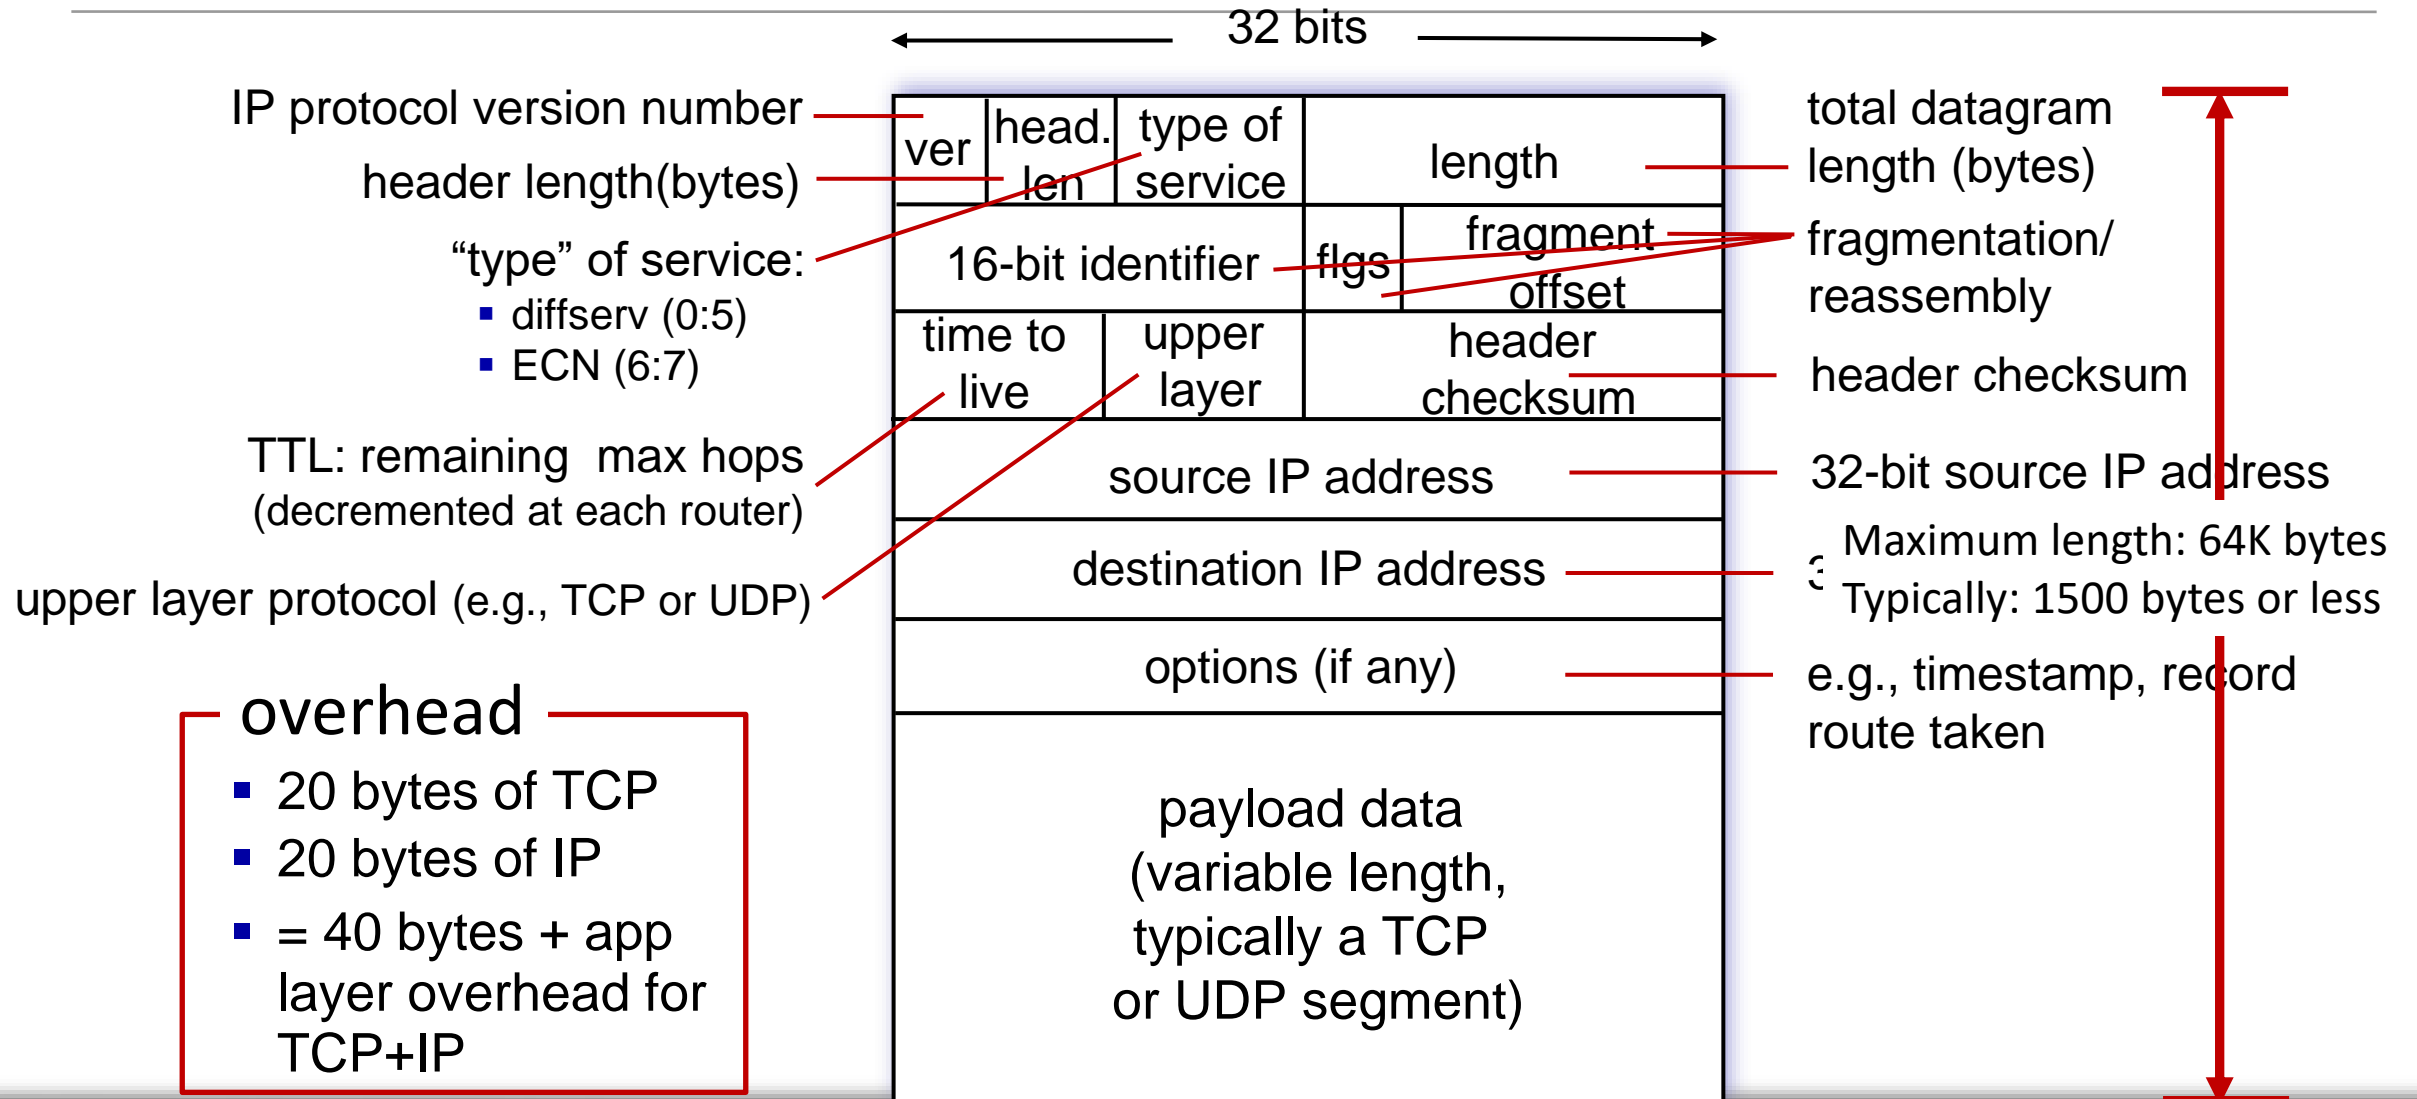 32 bits
IP protocol version number
header length(bytes)
“type” of service:
▪ diffserv (0:5)
▪ ECN (6:7)
TTL: remaining max hops
(decremented at each router)
upper layer protocol (e.g., TCP or UDP)
overhead
▪ 20 bytes of TCP
▪ 20 bytes of IP
▪ = 40 bytes + app
layer overhead for
TCP+IP
ver
head.
len
type of
service
length
16-bit identifier
flgs
fragment
offset
time to
live
upper
layer
header
checksum
source IP address
destination IP address
options (if any)
payload data
(variable length,
typically a TCP
or UDP segment)
total datagram
length (bytes)
fragmentation/
reassembly
header checksum
32-bit source IP address
Maximum length: 64K bytes
Typically: 1500 bytes or less
e.g., timestamp, record
route taken